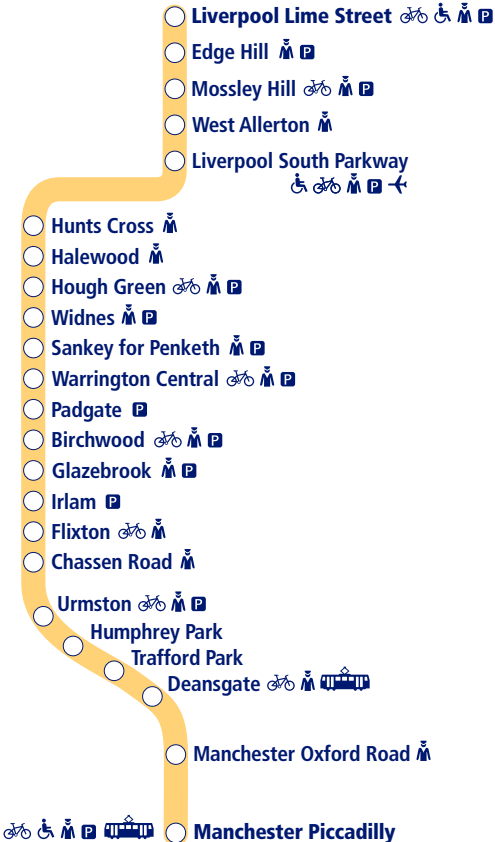 Liverpool Lime Street P
Edge Hill P
Mossley Hill P
West Allerton
Liverpool South Parkway
P
Hunts Cross
Halewood
Hough Green P
Widnes P
Sankey for Penketh P
Warrington Central P
Padgate P
Birchwood P
Glazebrook P
Irlam P
Flixton
Chassen Road
Urmston P
Humphrey Park
Trafford Park
Deansgate
Manchester Oxford Road
P Manchester Piccadilly